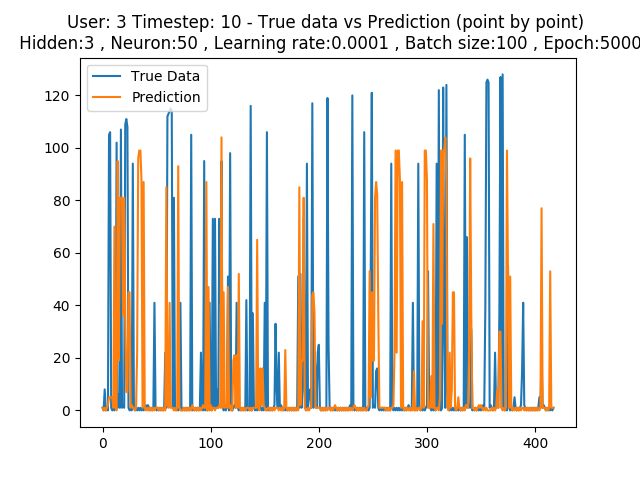 User: 3 Timestep: 10 - True data vs Prediction (point by point)
Hidden:3 , Neuron:50 , Learning rate:0.0001 , Batch size:100 , Epoch:5000
True Data
Prediction
120
100
80
60
40
20
0
0 100 200 300 400